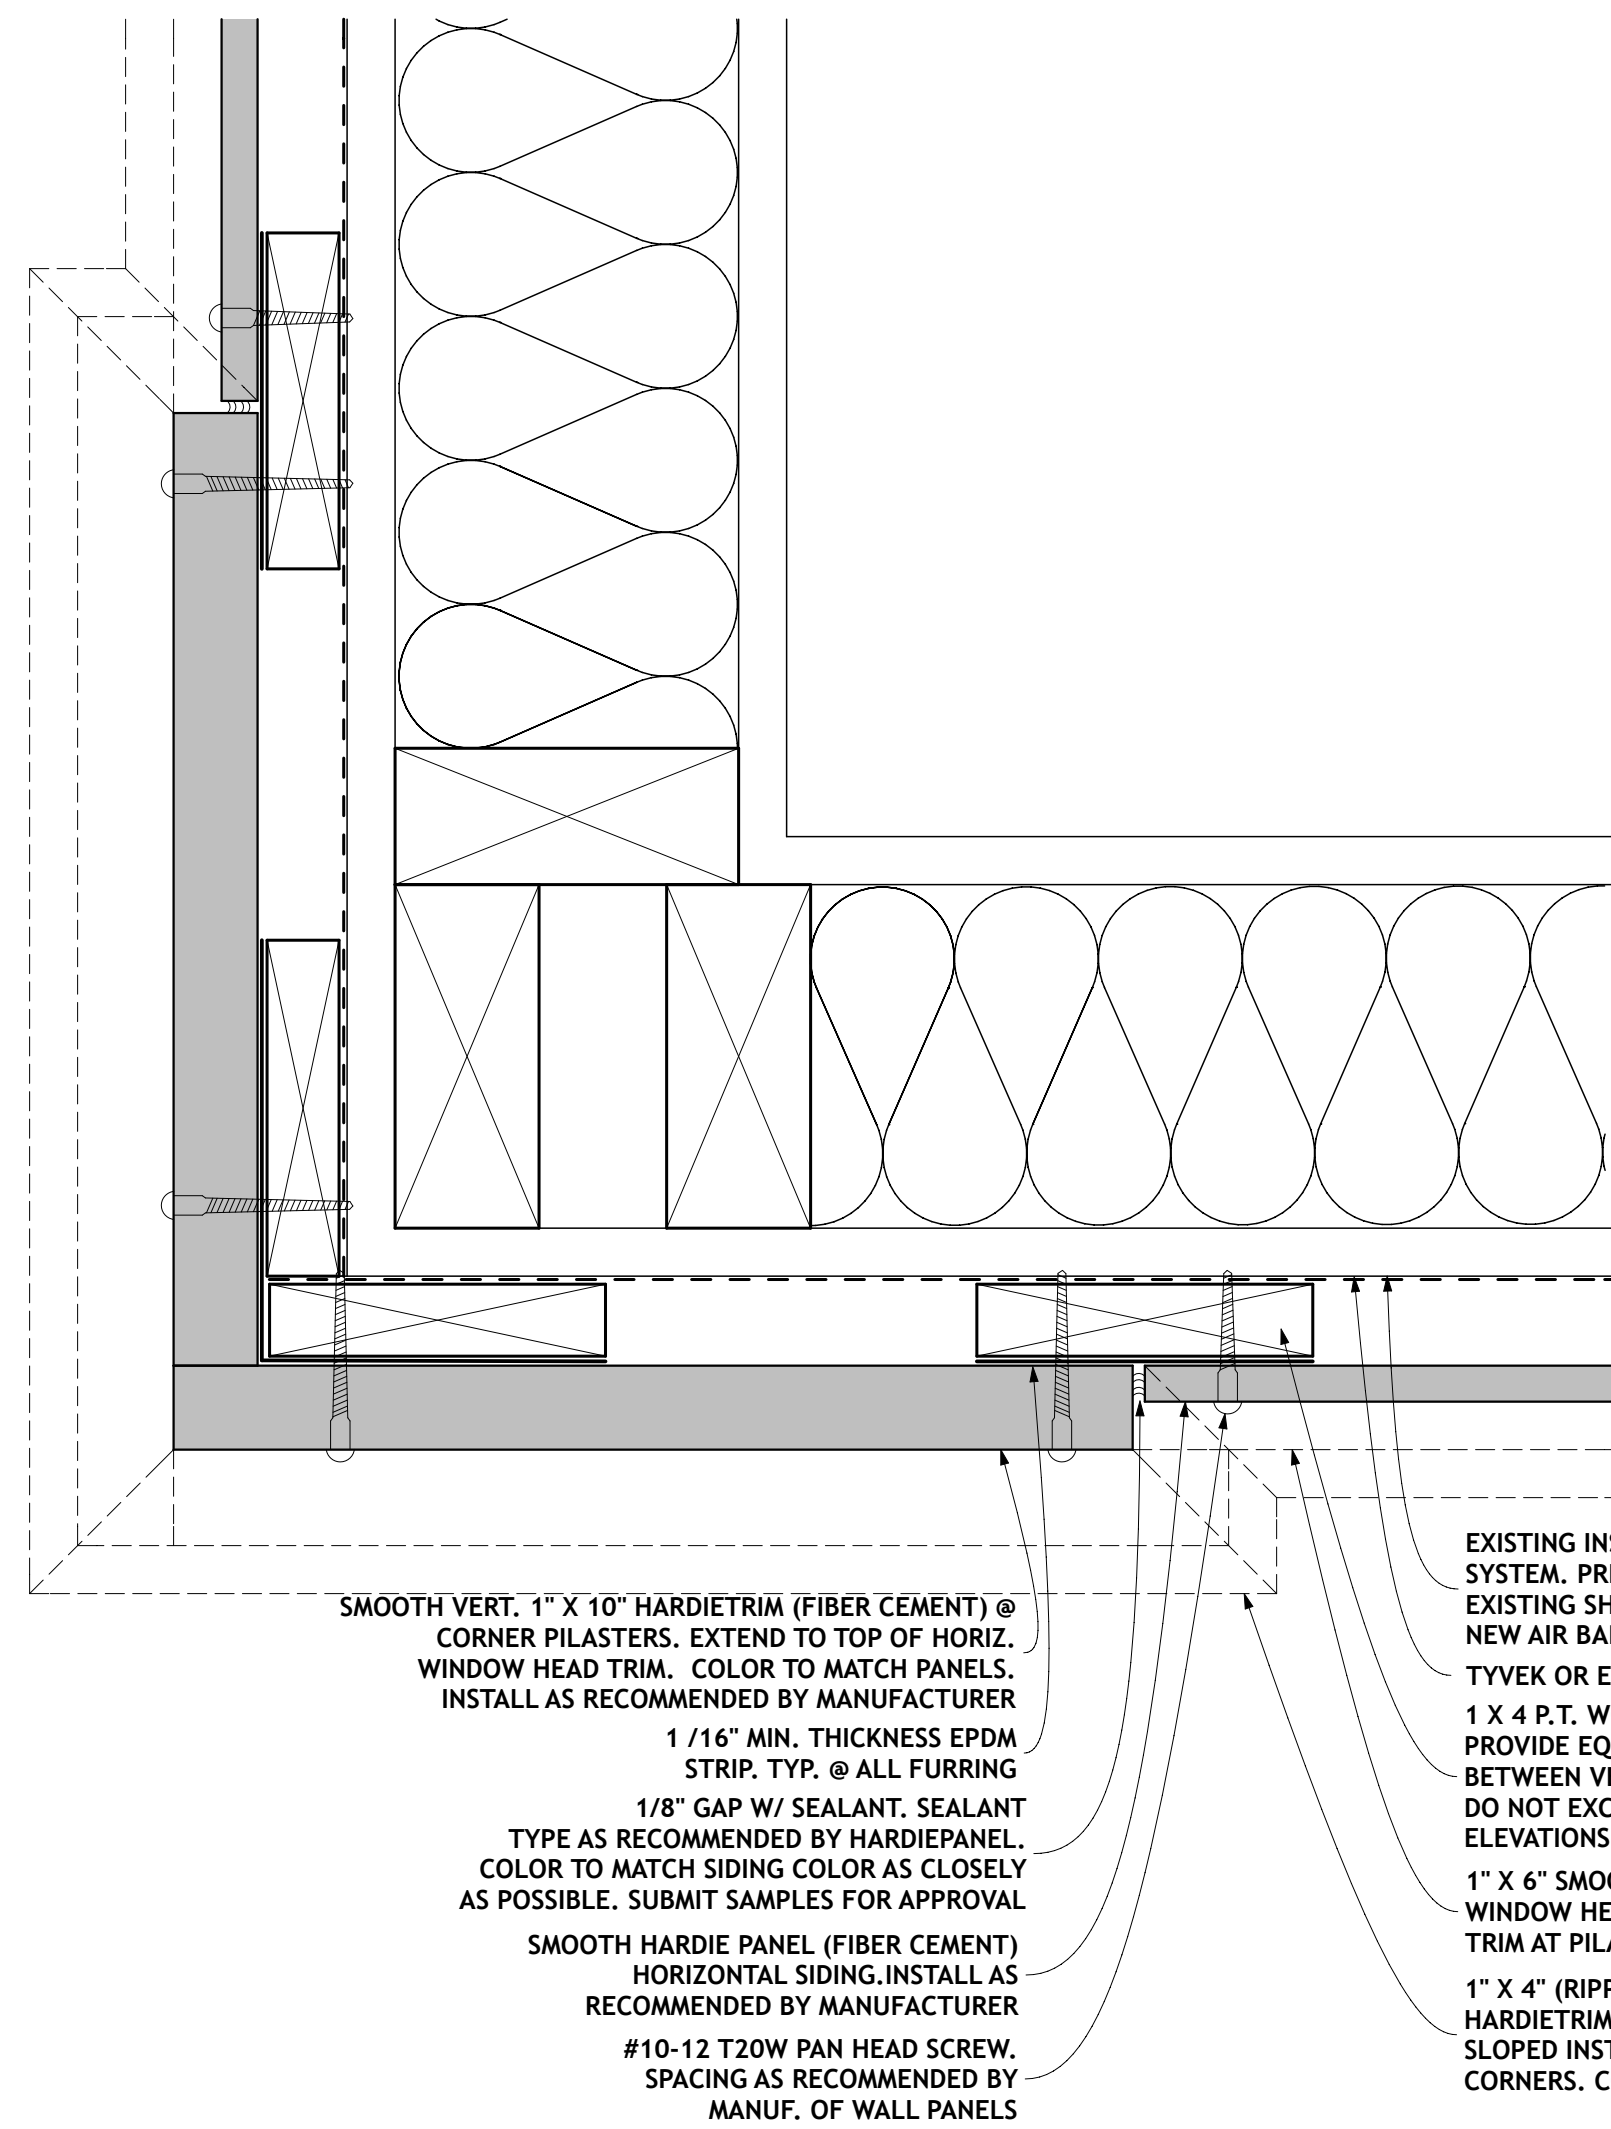 SMOOTH VERT. 1" X 10" HARDIETRIM (FIBER CEMENT) @
CORNER PILASTERS. EXTEND TO TOP OF HORIZ.
WINDOW HEAD TRIM. COLOR TO MATCH PANELS.
INSTALL AS RECOMMENDED BY MANUFACTURER
1 /16" MIN. THICKNESS EPDM
STRIP. TYP. @ ALL FURRING
1/8" GAP W/ SEALANT. SEALANT
TYPE AS RECOMMENDED BY HARDIEPANEL.
COLOR TO MATCH SIDING COLOR AS CLOSELY
AS POSSIBLE. SUBMIT SAMPLES FOR APPROVAL
SMOOTH HARDIE PANEL (FIBER CEMENT)
HORIZONTAL SIDING.INSTALL AS
RECOMMENDED BY MANUFACTURER
#10-12 T20W PAN HEAD SCREW.
SPACING AS RECOMMENDED BY
MANUF. OF WALL PANELS
EXISTING
SYSTEM.
EXISTING
NEW AIR
TYVEK OR
1 X 4 P.T.
PROVIDE
BETWEEN
DO NOT
ELEVATIONS
1" X 6"
WINDOW
TRIM AT
1" X 4"
HARDIETRIM
SLOPED
CORNERS.